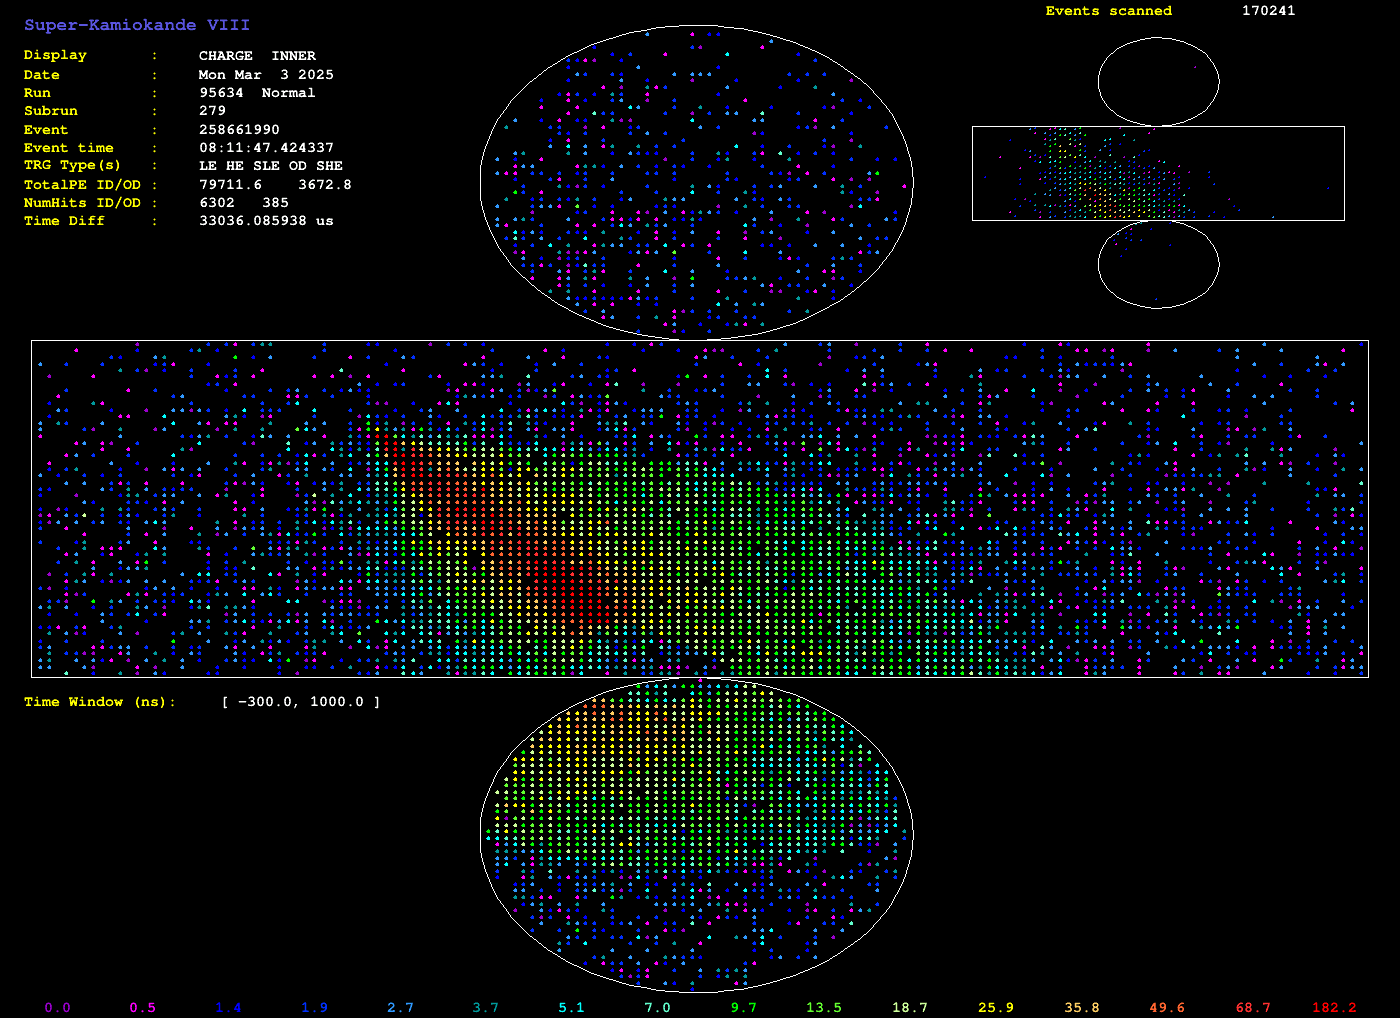 Super-Kamiokande VIII
Events scanned 170241
Display : CHARGE INNER
Date : Mon Mar 3 2025
Run : 95634 Normal
Subrun : 279
Event : 258661990
Event time : 08:11:47.424337
TRG Type(s) : LE HE SLE OD SHE
TotalPE ID/OD : 79711.6 3672.8
NumHits ID/OD : 6302 385
Time Diff : 33036.085938 us
Time Window (ns): [ -300.0, 1000.0 ]
0.0 0.5 1.4 1.9 2.7 3.7 5.1 7.0 9.7 13.5 18.7 25.9 35.8 49.6 68.7 182.2